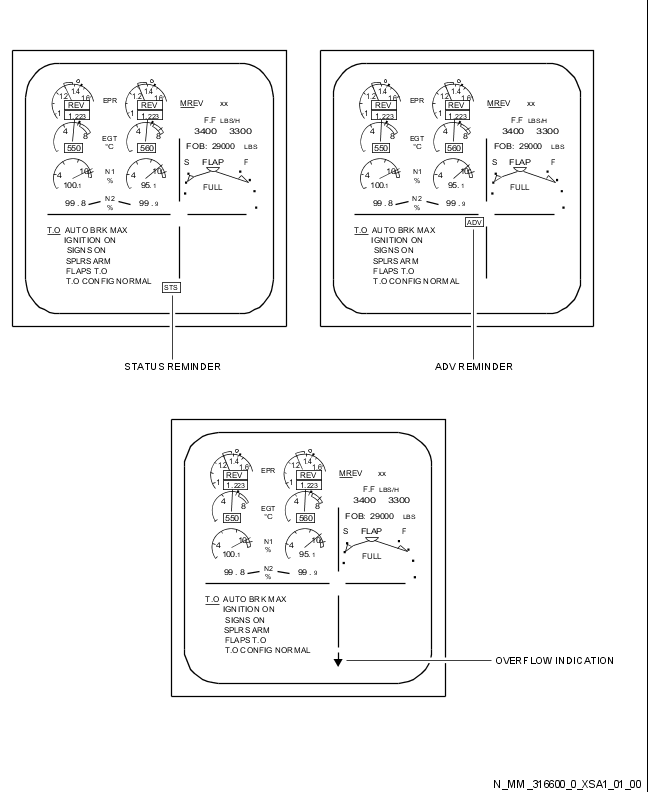 1 1.2 1.4 1.6 REV 1.223 EPR 1 1.2 1.4 1.6 REV 1.223 MREV xx
F.F LBS/H
3400 3300
4 8 550 EGT °C 4 8 560 FOB: 29000 LBS
S FLAP F
4 10 100.1 N1 % 4 10 95.1 FULL
99.8 N2 % 99.9
T.O AUTO BRK MAX
IGNITION ON
SIGNS ON
SPLRS ARM
FLAPS T.O
T.O CONFIG NORMAL
STS
STATUS REMINDER
1 1.2 1.4 1.6 REV 1.223 EPR 1 1.2 1.4 1.6 REV 1.223 MREV xx
F.F LBS/H
3400 3300
4 8 550 EGT °C 4 8 560 FOB: 29000 LBS
S FLAP F
4 10 100.1 N1 % 4 10 95.1 FULL
99.8 N2 % 99.9
ADV
T.O AUTO BRK MAX
IGNITION ON
SIGNS ON
SPLRS ARM
FLAPS T.O
T.O CONFIG NORMAL
ADV REMINDER
1 1.2 1.4 1.6 REV 1.223 EPR 1 1.2 1.4 1.6 REV 1.223 MREV xx
F.F LBS/H
3400 3300
4 8 550 EGT °C 4 8 560 FOB: 29000 LBS
S FLAP F
4 10 100.1 N1 % 4 10 95.1 FULL
99.8 N2 % 99.9
T.O AUTO BRK MAX
IGNITION ON
SIGNS ON
SPLRS ARM
FLAPS T.O
T.O CONFIG NORMAL
OVERFLOW INDICATION
N_MM_316600_0_XSA1_01_00